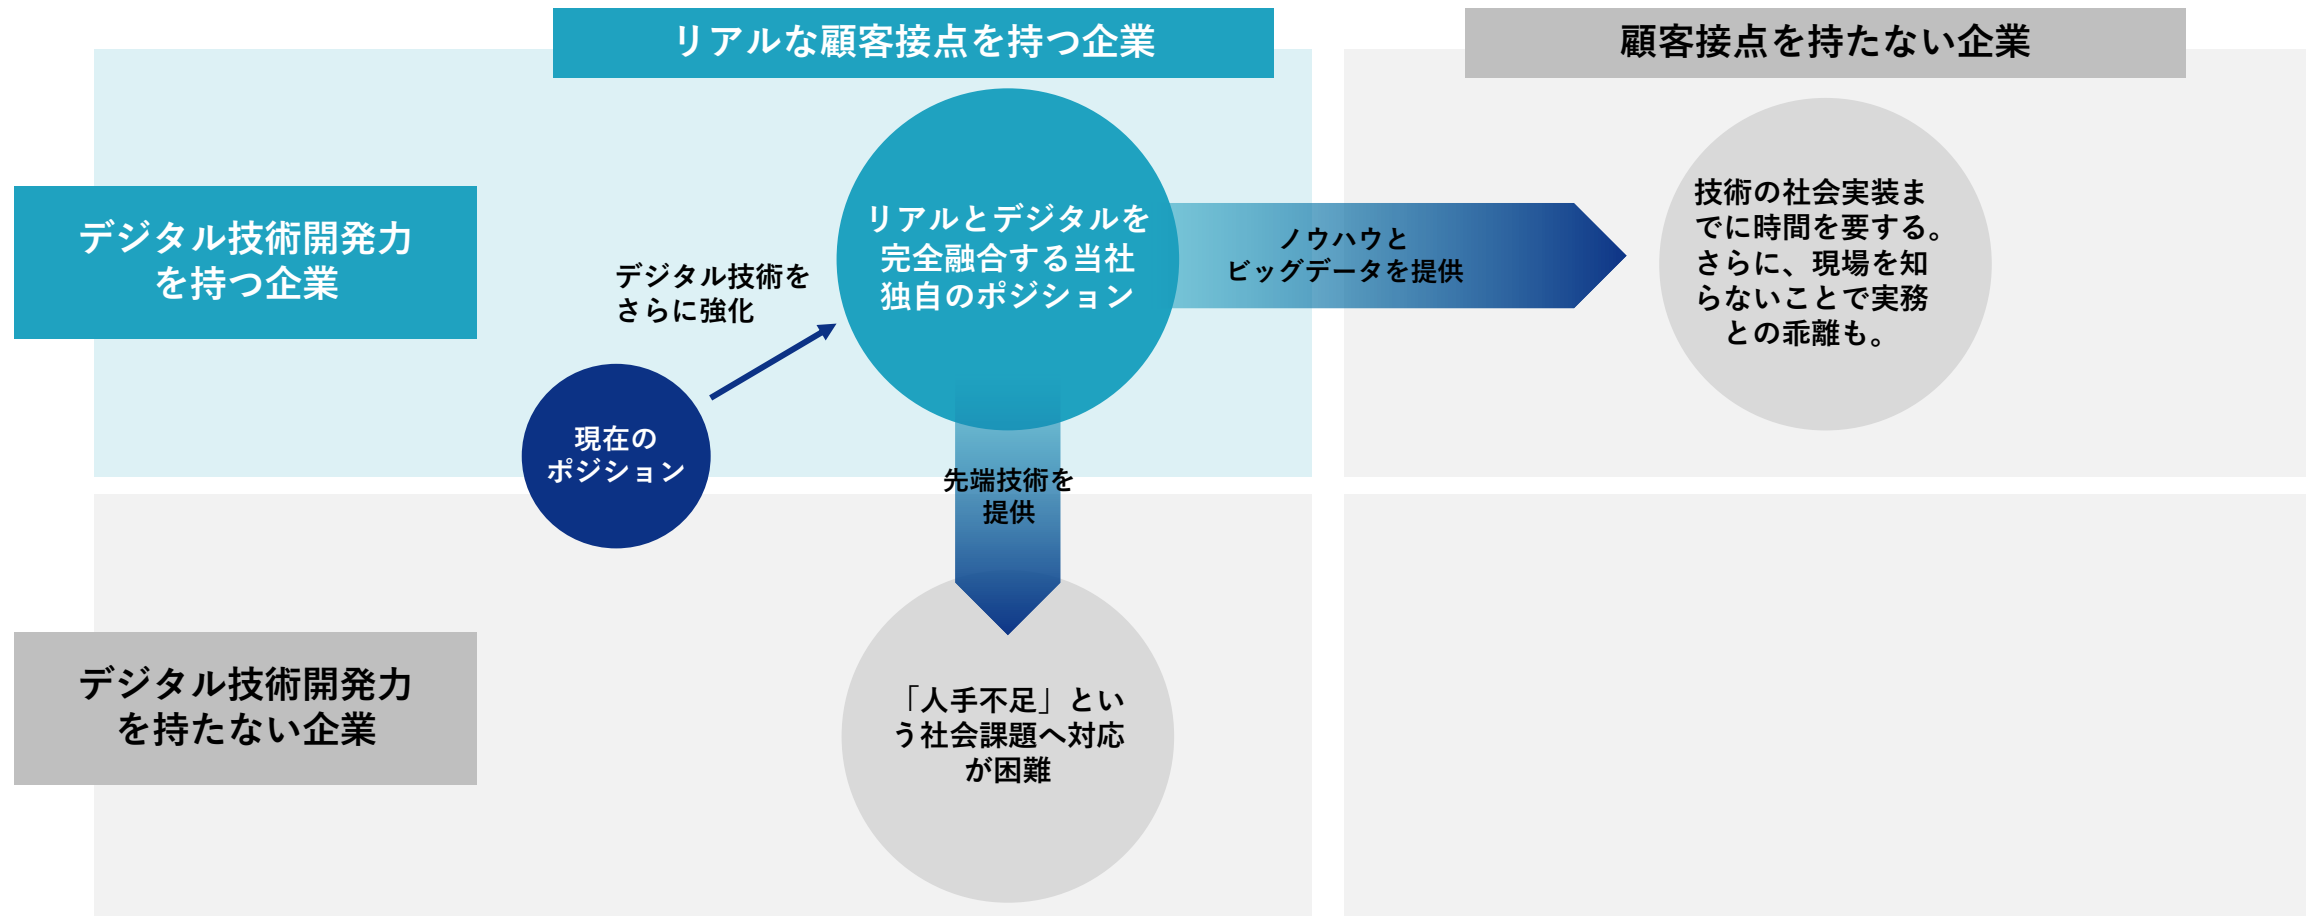 リアルな顧客接点を持つ企業
顧客接点を持たない企業
デジタル技術開発力
を持つ企業
デジタル技術を
さらに強化
現在の
ポジション
リアルとデジタルを
完全融合する当社
独自のポジション
ノウハウと
ビッグデータを提供
技術の社会実装ま
でに時間を要する。
さらに、現場を知
らないことで実務
との乖離も。
先端技術を
提供
デジタル技術開発力
を持たない企業
「人手不足」とい
う社会課題へ対応
が困難